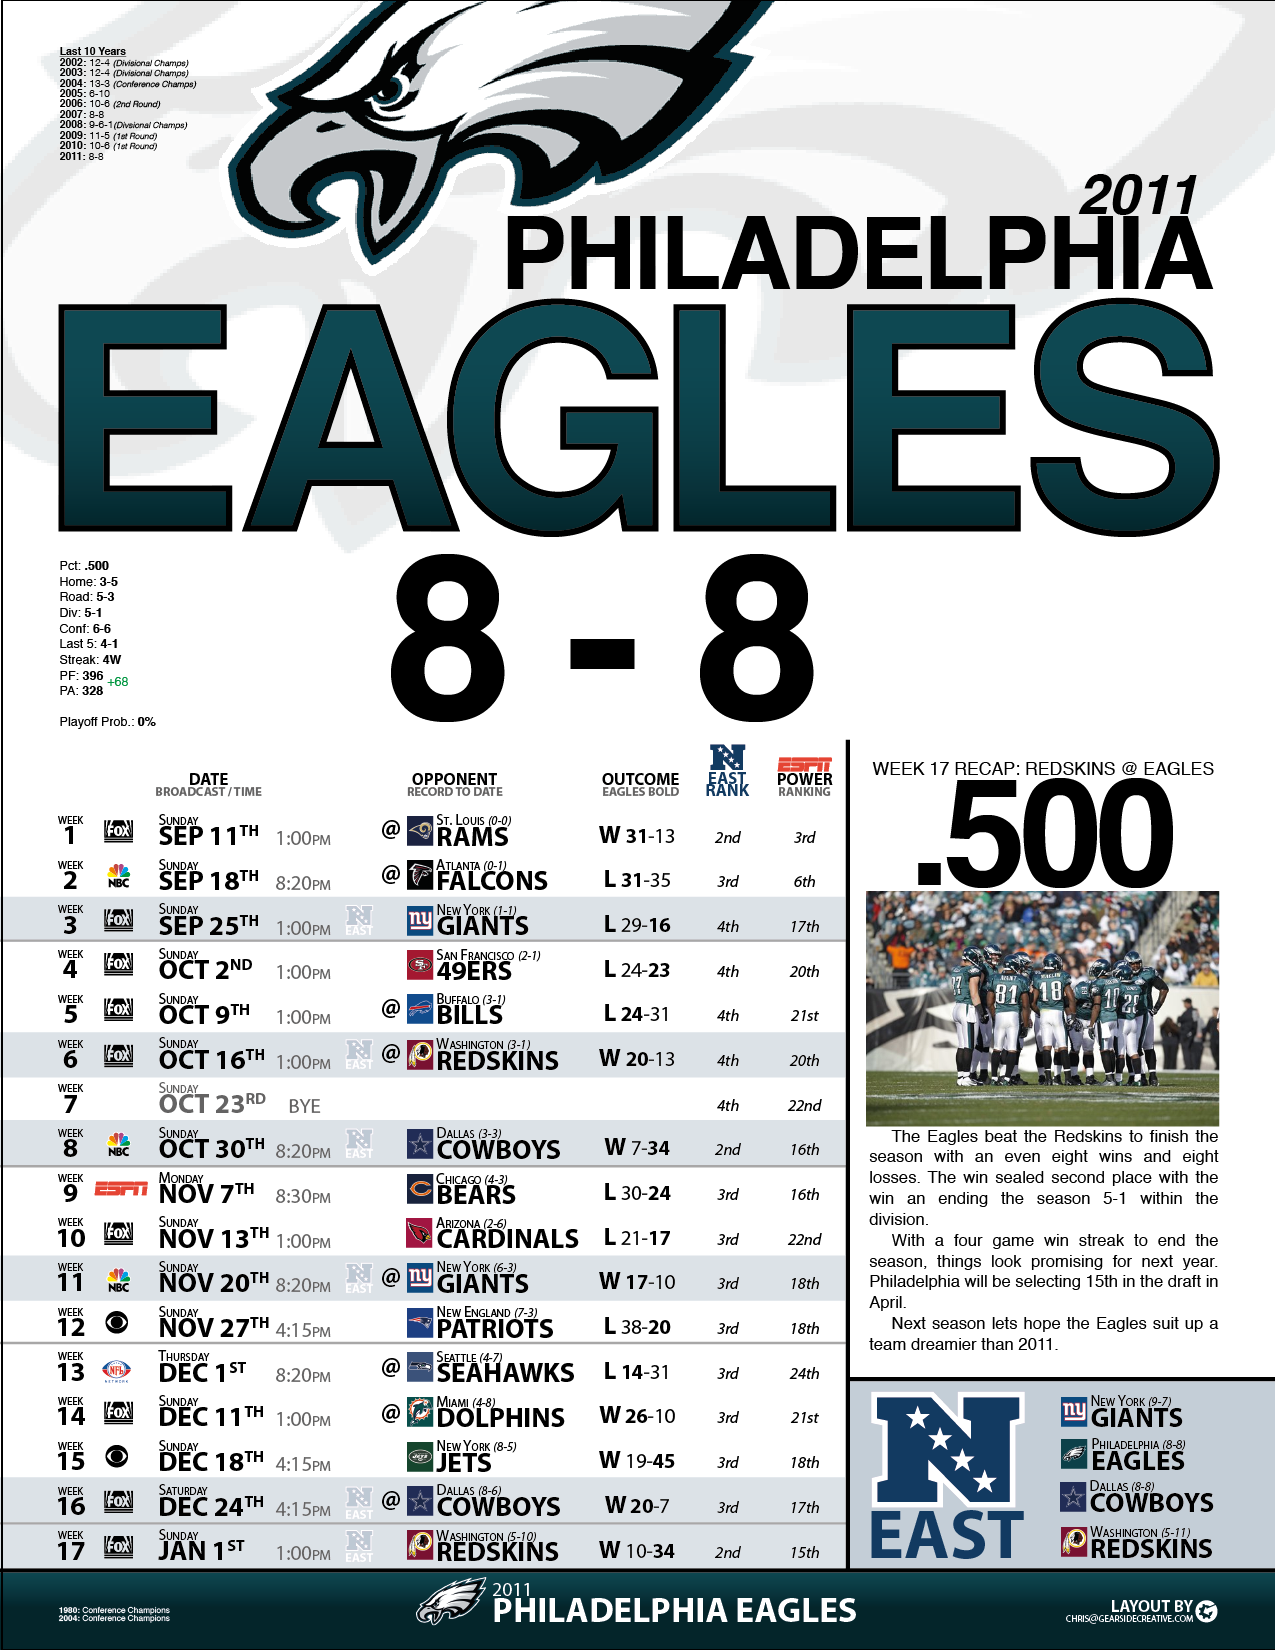 Last 10 Years
2002: 12-4 (Divisional Champs)
2003: 12-4 (Divisional Champs)
2004: 13-3 (Conference Champs)
2005: 6-10
2006: 10-6 (2nd Round)
2007: 8-8
2008: 9-6-1(Divsional Champs)
2009: 11-5 (1st Round)
2010: 10-6 (1st Round)
2011: 8-8
2011
PHILADELPHIA
EAGLES
8 - 8
Pct: .500
Home: 3-5
Road: 5-3
Div: 5-1
Conf: 6-6
Last 5: 4-1
Streak: 4W
PF: 396
PA: 328
+68
Playoff Prob.: 0%
DATE
BROADCAST / TIME
OPPONENT
RECORD TO DATE
OUTCOME
EAGLES BOLD
N
EAST
RANK
ESPN
POWER
RANKING
WEEK 1 FOX SUNDAY SEP 11TH 1:00PM @ ST. LOUIS (0-0) RAMS W 31-13 2nd 3rd
WEEK 2 NBC SUNDAY SEP 18TH 8:20PM @ ATLANTA (0-1) FALCONS L 31-35 3rd 6th
WEEK 3 FOX SUNDAY SEP 25TH 1:00PM N EAST ny NEW YORK (1-1) GIANTS L 29-16 4th 17th
WEEK 4 FOX SUNDAY OCT 2ND 1:00PM SF SAN FRANCISCO (2-1) 49ERS L 24-23 4th 20th
WEEK 5 FOX SUNDAY OCT 9TH 1:00PM @ BUFFALO (3-1) BILLS L 24-31 4th 21st
WEEK 6 FOX SUNDAY OCT 16TH 1:00PM N EAST @ WASHINGTON (3-1) REDSKINS W 20-13 4th 20th
WEEK 7 SUNDAY OCT 23RD BYE 4th 22nd
WEEK 8 NBC SUNDAY OCT 30TH 8:20PM N EAST DALLAS (3-3) COWBOYS W 7-34 2nd 16th
WEEK 9 ESPN MONDAY NOV 7TH 8:30PM C CHICAGO (4-3) BEARS L 30-24 3rd 16th
WEEK 10 FOX SUNDAY NOV 13TH 1:00PM ARIZONA (2-6) CARDINALS L 21-17 3rd 22nd
WEEK 11 NBC SUNDAY NOV 20TH 8:20PM N EAST @ ny NEW YORK (6-3) GIANTS W 17-10 3rd 18th
WEEK 12 SUNDAY NOV 27TH 4:15PM NEW ENGLAND (7-3) PATRIOTS L 38-20 3rd 18th
WEEK 13 NFL NETWORK THURSDAY DEC 1ST 8:20PM @ SEATTLE (4-7) SEAHAWKS L 14-31 3rd 24th
WEEK 14 FOX SUNDAY DEC 11TH 1:00PM @ MIAMI (4-8) DOLPHINS W 26-10 3rd 21st
WEEK 15 SUNDAY DEC 18TH 4:15PM JETS NEW YORK (8-5) JETS W 19-45 3rd 18th
WEEK 16 FOX SATURDAY DEC 24TH 4:15PM N EAST @ DALLAS (8-6) COWBOYS W 20-7 3rd 17th
WEEK 17 FOX SUNDAY JAN 1ST 1:00PM N EAST WASHINGTON (5-10) REDSKINS W 10-34 2nd 15th
WEEK 17 RECAP: REDSKINS @ EAGLES
.500
81 18
The Eagles beat the Redskins to finish the
season with an even eight wins and eight
losses. The win sealed second place with the
win an ending the season 5-1 within the
division.
With a four game win streak to end the
season, things look promising for next year.
Philadelphia will be selecting 15th in the draft in
April.
Next season lets hope the Eagles suit up a
team dreamier than 2011.
N
EAST
ny NEW YORK (9-7)
GIANTS
PHILADELPHIA (8-8)
EAGLES
DALLAS (8-8)
COWBOYS
WASHINGTON (5-11)
REDSKINS
1980: Conference Champions
2004: Conference Champions
2011
PHILADELPHIA EAGLES
LAYOUT BY
CHRIS@GEARSIDECREATIVE.COM